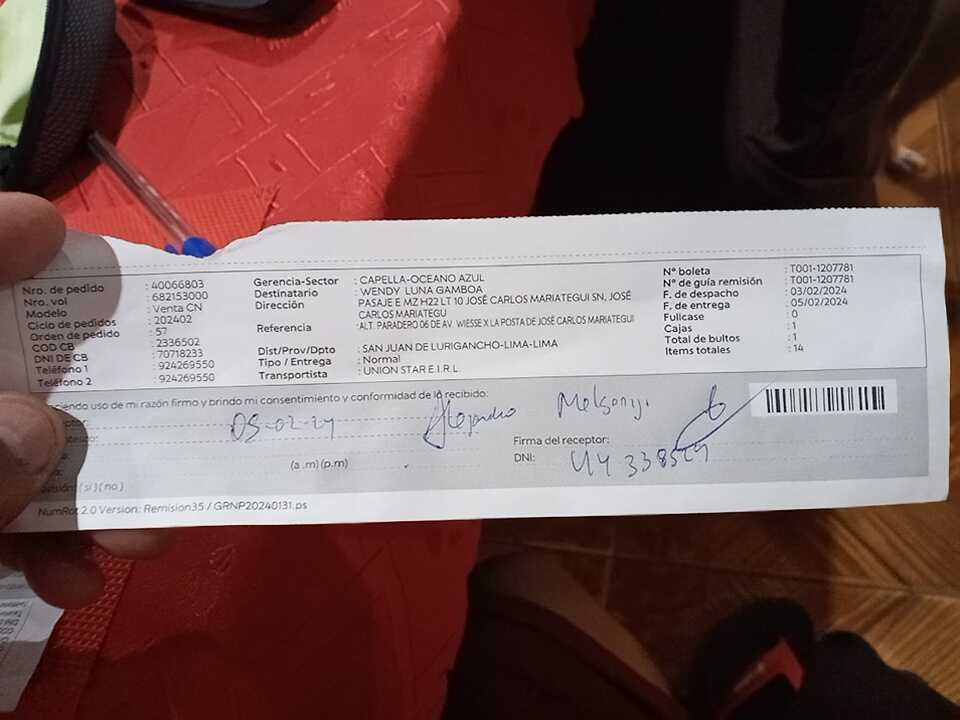 Nro. de pedido : 40066803
Nro. vol : 682153000
Modelo : Venta CN
Ciclo de pedidos : 202402
Orden de pedido : 57
COD CB : 2336502
DNI DE CB : 70718233
Teléfono 1 : 924269550
Teléfono 2 : 924269550
Gerencia-Sector : CAPELLA-OCEANO AZUL
Destinatario : WENDY LUNA GAMBOA
Dirección : PASAJE E MZ H22 LT 10 JOSÉ CARLOS MARIATEGUI SN, JOSÉ
CARLOS MARIATEGU
Referencia : ALT. PARADERO 06 DE AV. WIESSE X LA POSTA DE JOSÉ CARLOS MARIATEGUI
Dist/Prov/Dpto : SAN JUAN DE LURIGANCHO-LIMA-LIMA
Tipo / Entrega : Normal
Transportista : UNION STAR E.I.R.L.
N° boleta : T001-1207781
N° de guía remisión : T001-1207781
F. de despacho : 03/02/2024
F. de entrega : 05/02/2024
Fullcase : 0
Cajas : 1
Total de bultos : 1
Items totales : 14
uso de mi razón firmo y brindo mi consentimiento y conformidad de lo recibido.
05-02-24 Alejandro
Firma del receptor:
(a .m) (p.m) DNI:
( si ) ( no )
NumRot 2.0 Version: Remision35 / GRNP20240131.ps